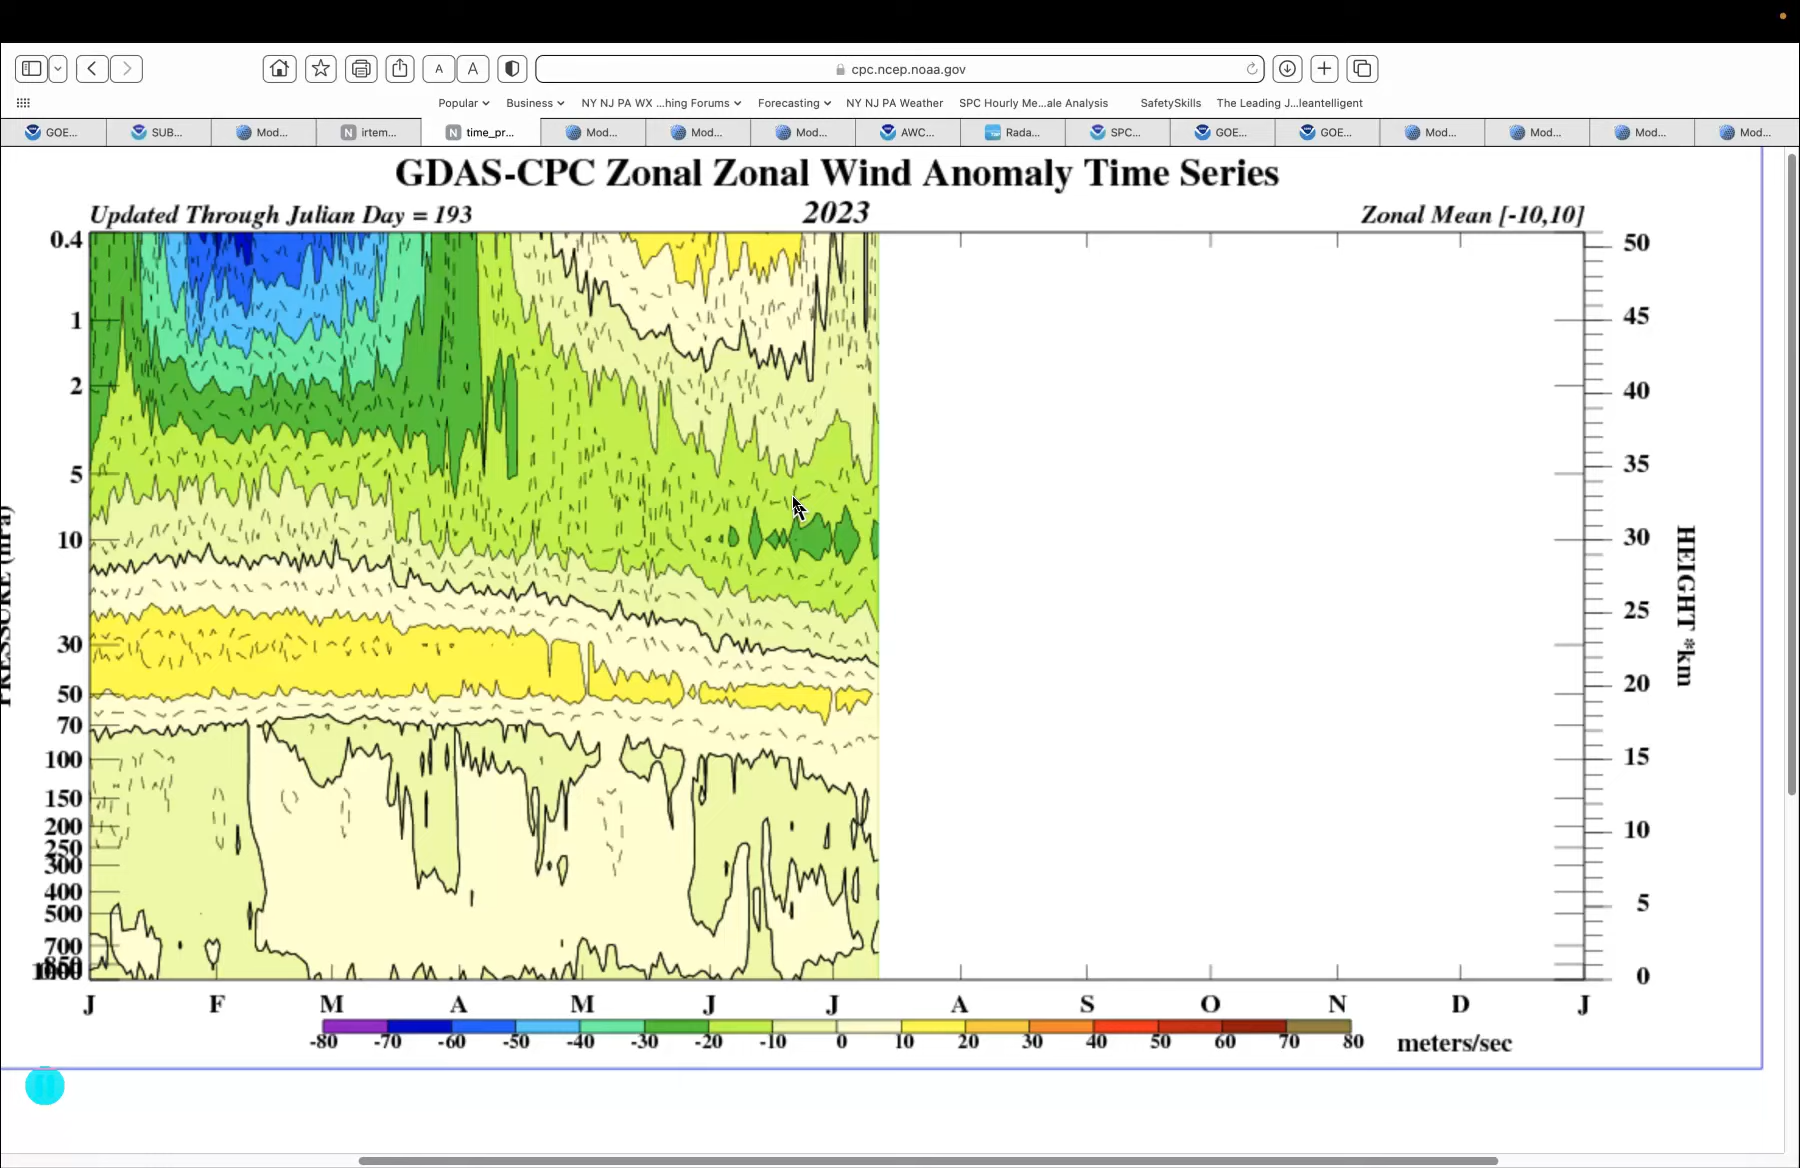 cpc.ncep.noaa.gov
Popular Business NY NJ PA WX ...hing Forums Forecasting NY NJ PA Weather SPC Hourly Me...ale Analysis SafetySkills The Leading J...leantelligent
GOE... SUB... Mod... irtem... time_pr... Mod... Mod... Mod... AWC... Rada... SPC... GOE... GOE... Mod... Mod... Mod... Mod...
GDAS-CPC Zonal Zonal Wind Anomaly Time Series
Updated Through Julian Day = 193 2023 Zonal Mean [-10,10]
0.4 50
1 45
2 40
5 35
10 30
25
30
50 20
70
100 15
150
200 10
250
300
400
500 5
700
850
1000 0
PRESSURE (hPa)
HEIGHT *km
J F M A M J J A S O N D J
-80 -70 -60 -50 -40 -30 -20 -10 0 10 20 30 40 50 60 70 80 meters/sec